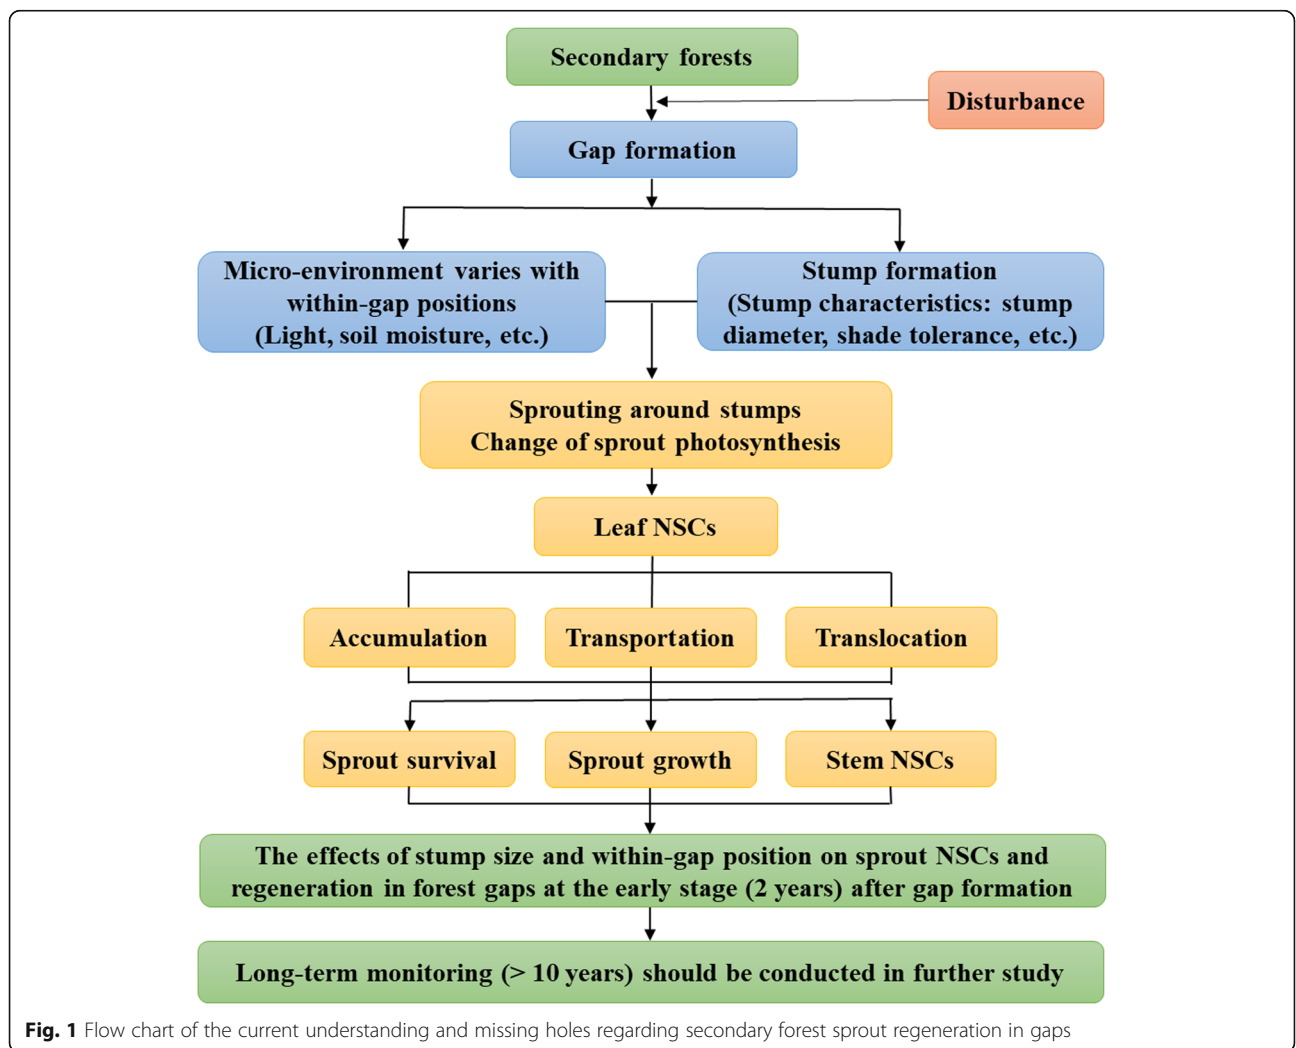 Secondary forests
Disturbance
Gap formation
Micro-environment varies with
within-gap positions
(Light, soil moisture, etc.)
Stump formation
(Stump characteristics: stump
diameter, shade tolerance, etc.)
Sprouting around stumps
Change of sprout photosynthesis
Leaf NSCs
Accumulation
Transportation
Translocation
Sprout survival
Sprout growth
Stem NSCs
The effects of stump size and within-gap position on sprout NSCs and
regeneration in forest gaps at the early stage (2 years) after gap formation
Long-term monitoring (> 10 years) should be conducted in further study
Fig. 1 Flow chart of the current understanding and missing holes regarding secondary forest sprout regeneration in gaps